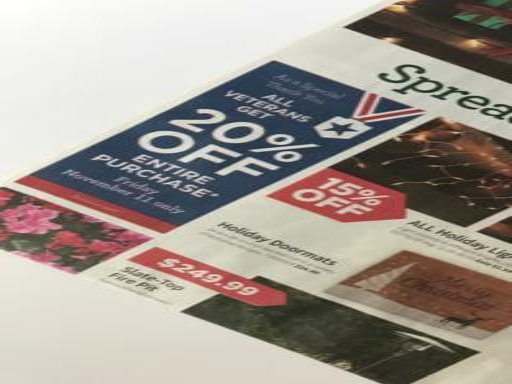 Sprea
As a Special
Thank You
ALL
VETERANS
GET
20%
OFF
ENTIRE
PURCHASE*
Friday,
November 11 only
15%
OFF
ALL Holiday Lig
Holiday Doormats
$249.99
Slate-Top
Fire Pit